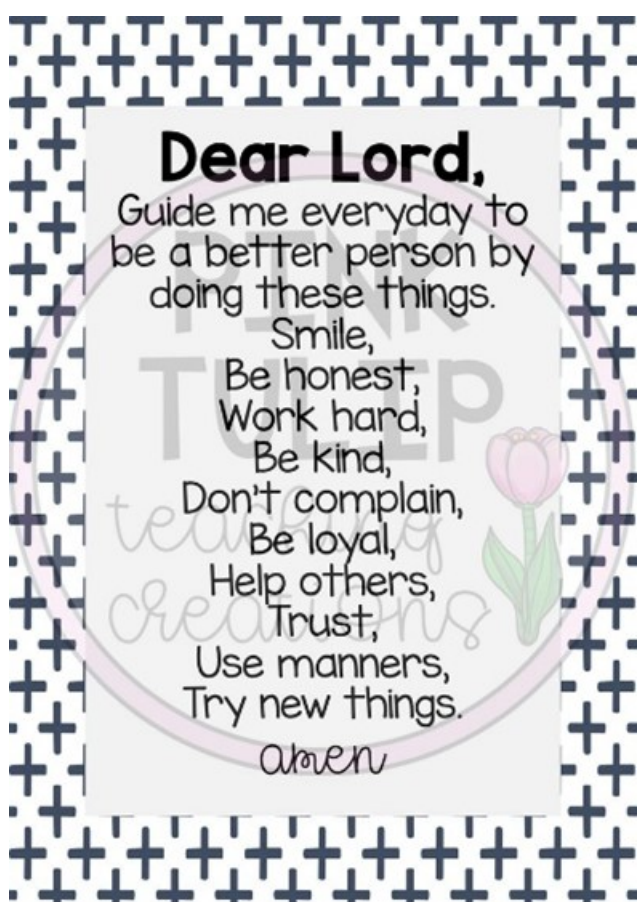 Dear Lord,
Guide me everyday to
be a better person by
doing these things.
Smile,
Be honest,
Work hard,
Be kind,
Don't complain,
Be loyal,
Help others,
Trust,
Use manners,
Try new things.
amen
PINK
TULIP
teaching
creations